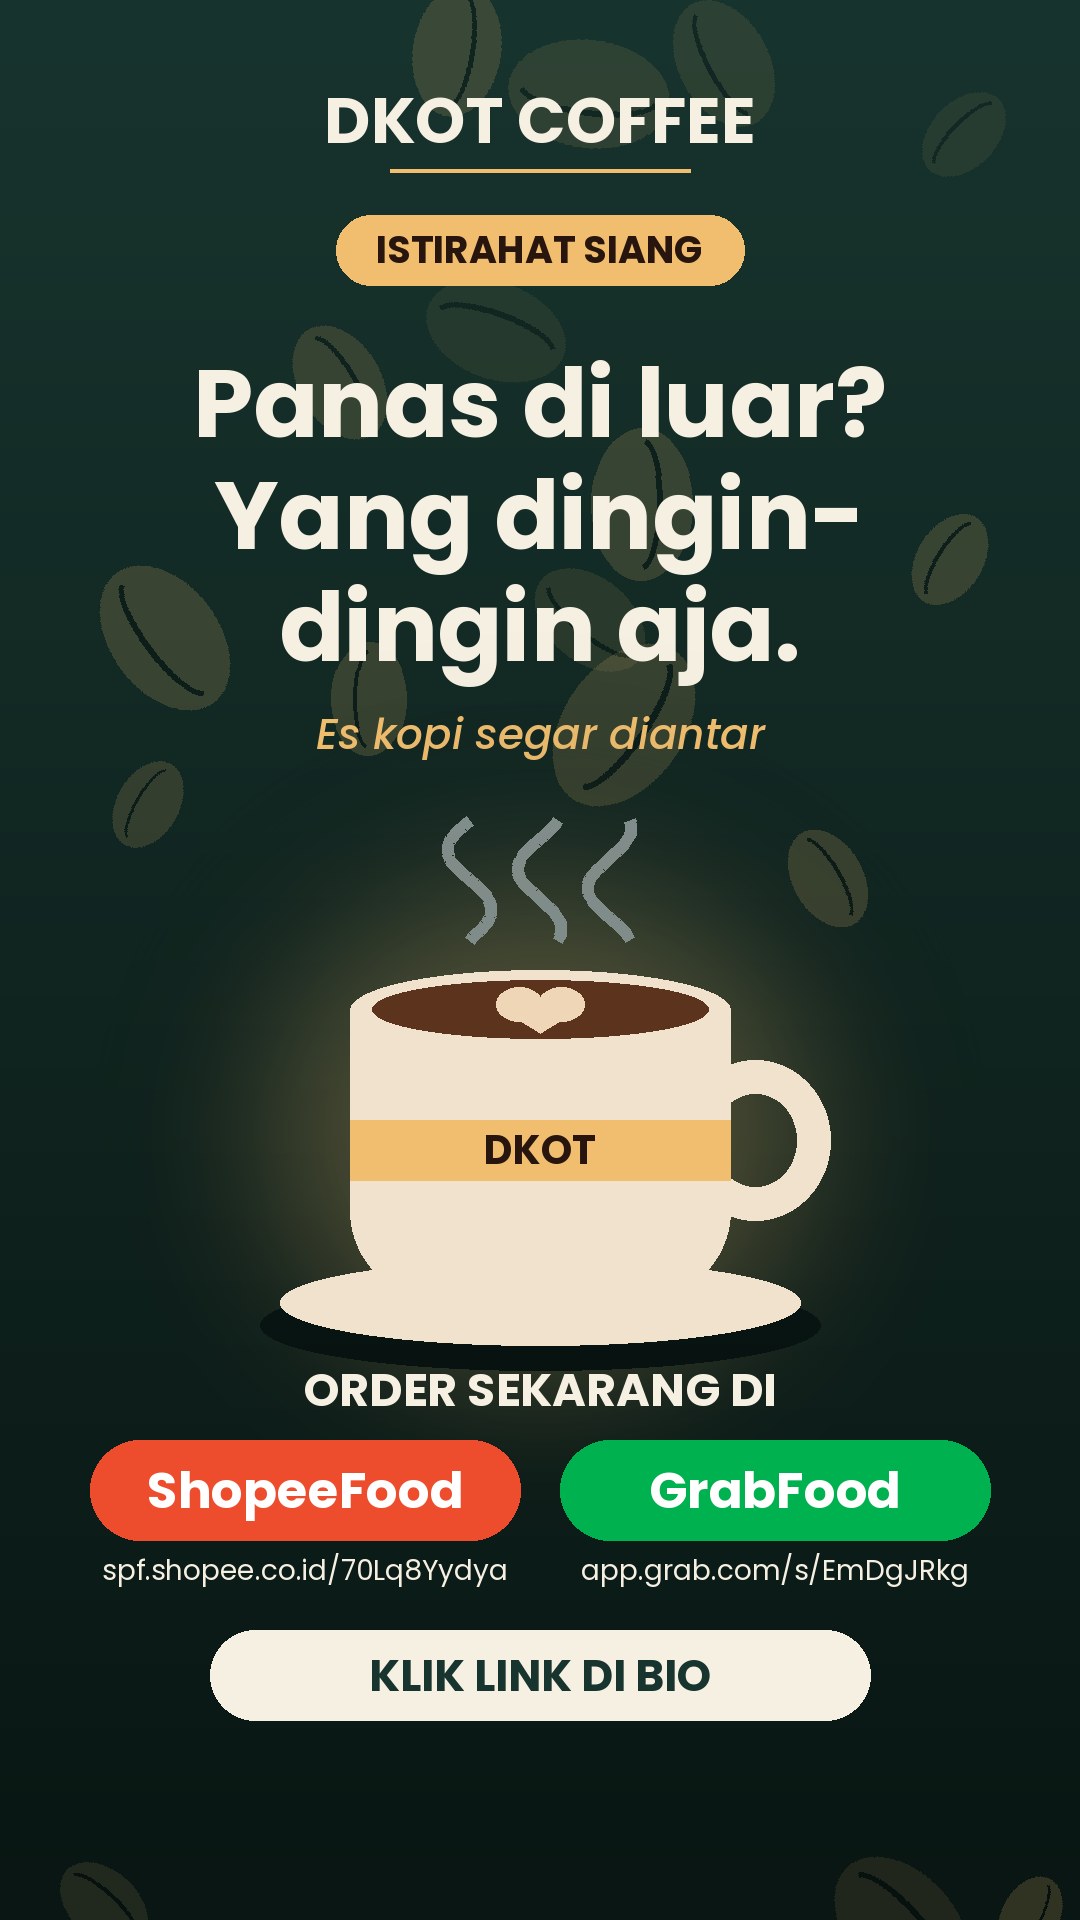 DKOT COFFEE
ISTIRAHAT SIANG
Panas di luar?
Yang dingin-
dingin aja.
Es kopi segar diantar
DKOT
ORDER SEKARANG DI
ShopeeFood
GrabFood
spf.shopee.co.id/70Lq8Yydya
app.grab.com/s/EmDgJRkg
KLIK LINK DI BIO